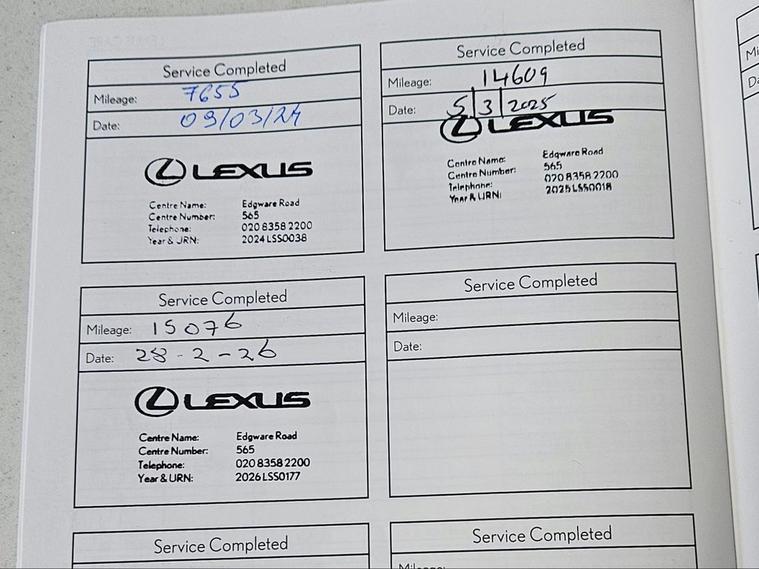 Service Completed
Mileage: 7655
Date: 09/03/24
LEXUS
Centre Name: Edgware Road
Centre Number: 565
Telephone: 020 8358 2200
Year & URN: 2024 LSS0038
Service Completed
Mileage: 14609
Date: 5/3/2025
LEXUS
Centre Name: Edgware Road
Centre Number: 565
Telephone: 020 8358 2200
Year & URN: 2025 LSS0018
Service Completed
Mileage: 15076
Date: 28-2-26
LEXUS
Centre Name: Edgware Road
Centre Number: 565
Telephone: 020 8358 2200
Year & URN: 2026 LSS0177
Service Completed
Mileage:
Date:
Service Completed
Service Completed